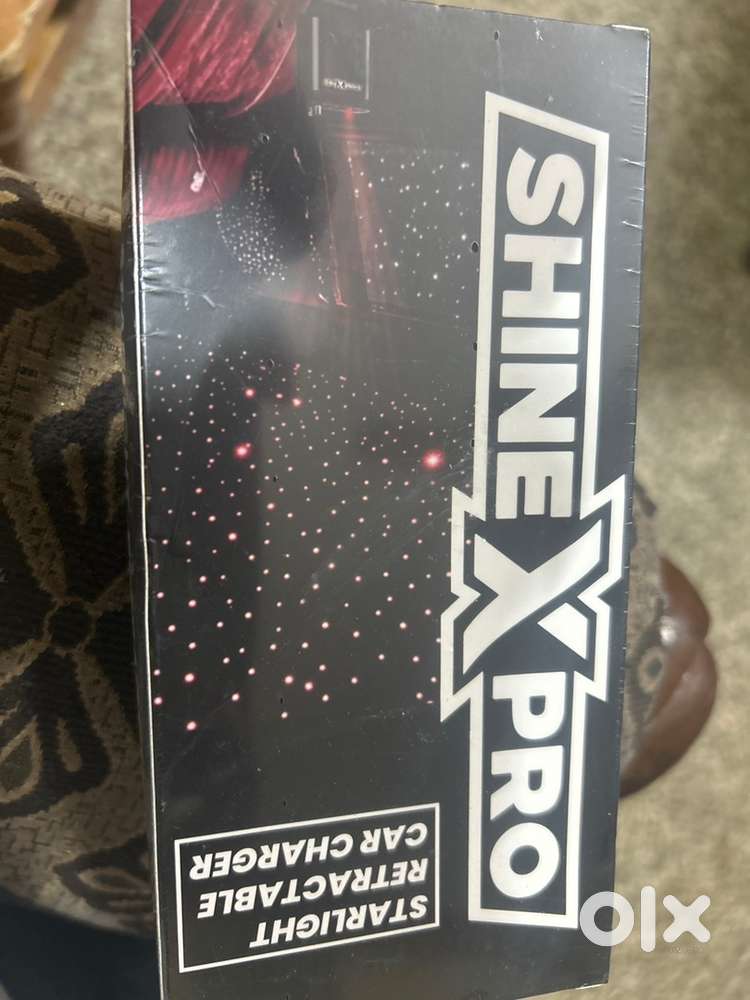 SHINE X PRO
STARLIGHT
RETRACTABLE
CAR CHARGER
olx